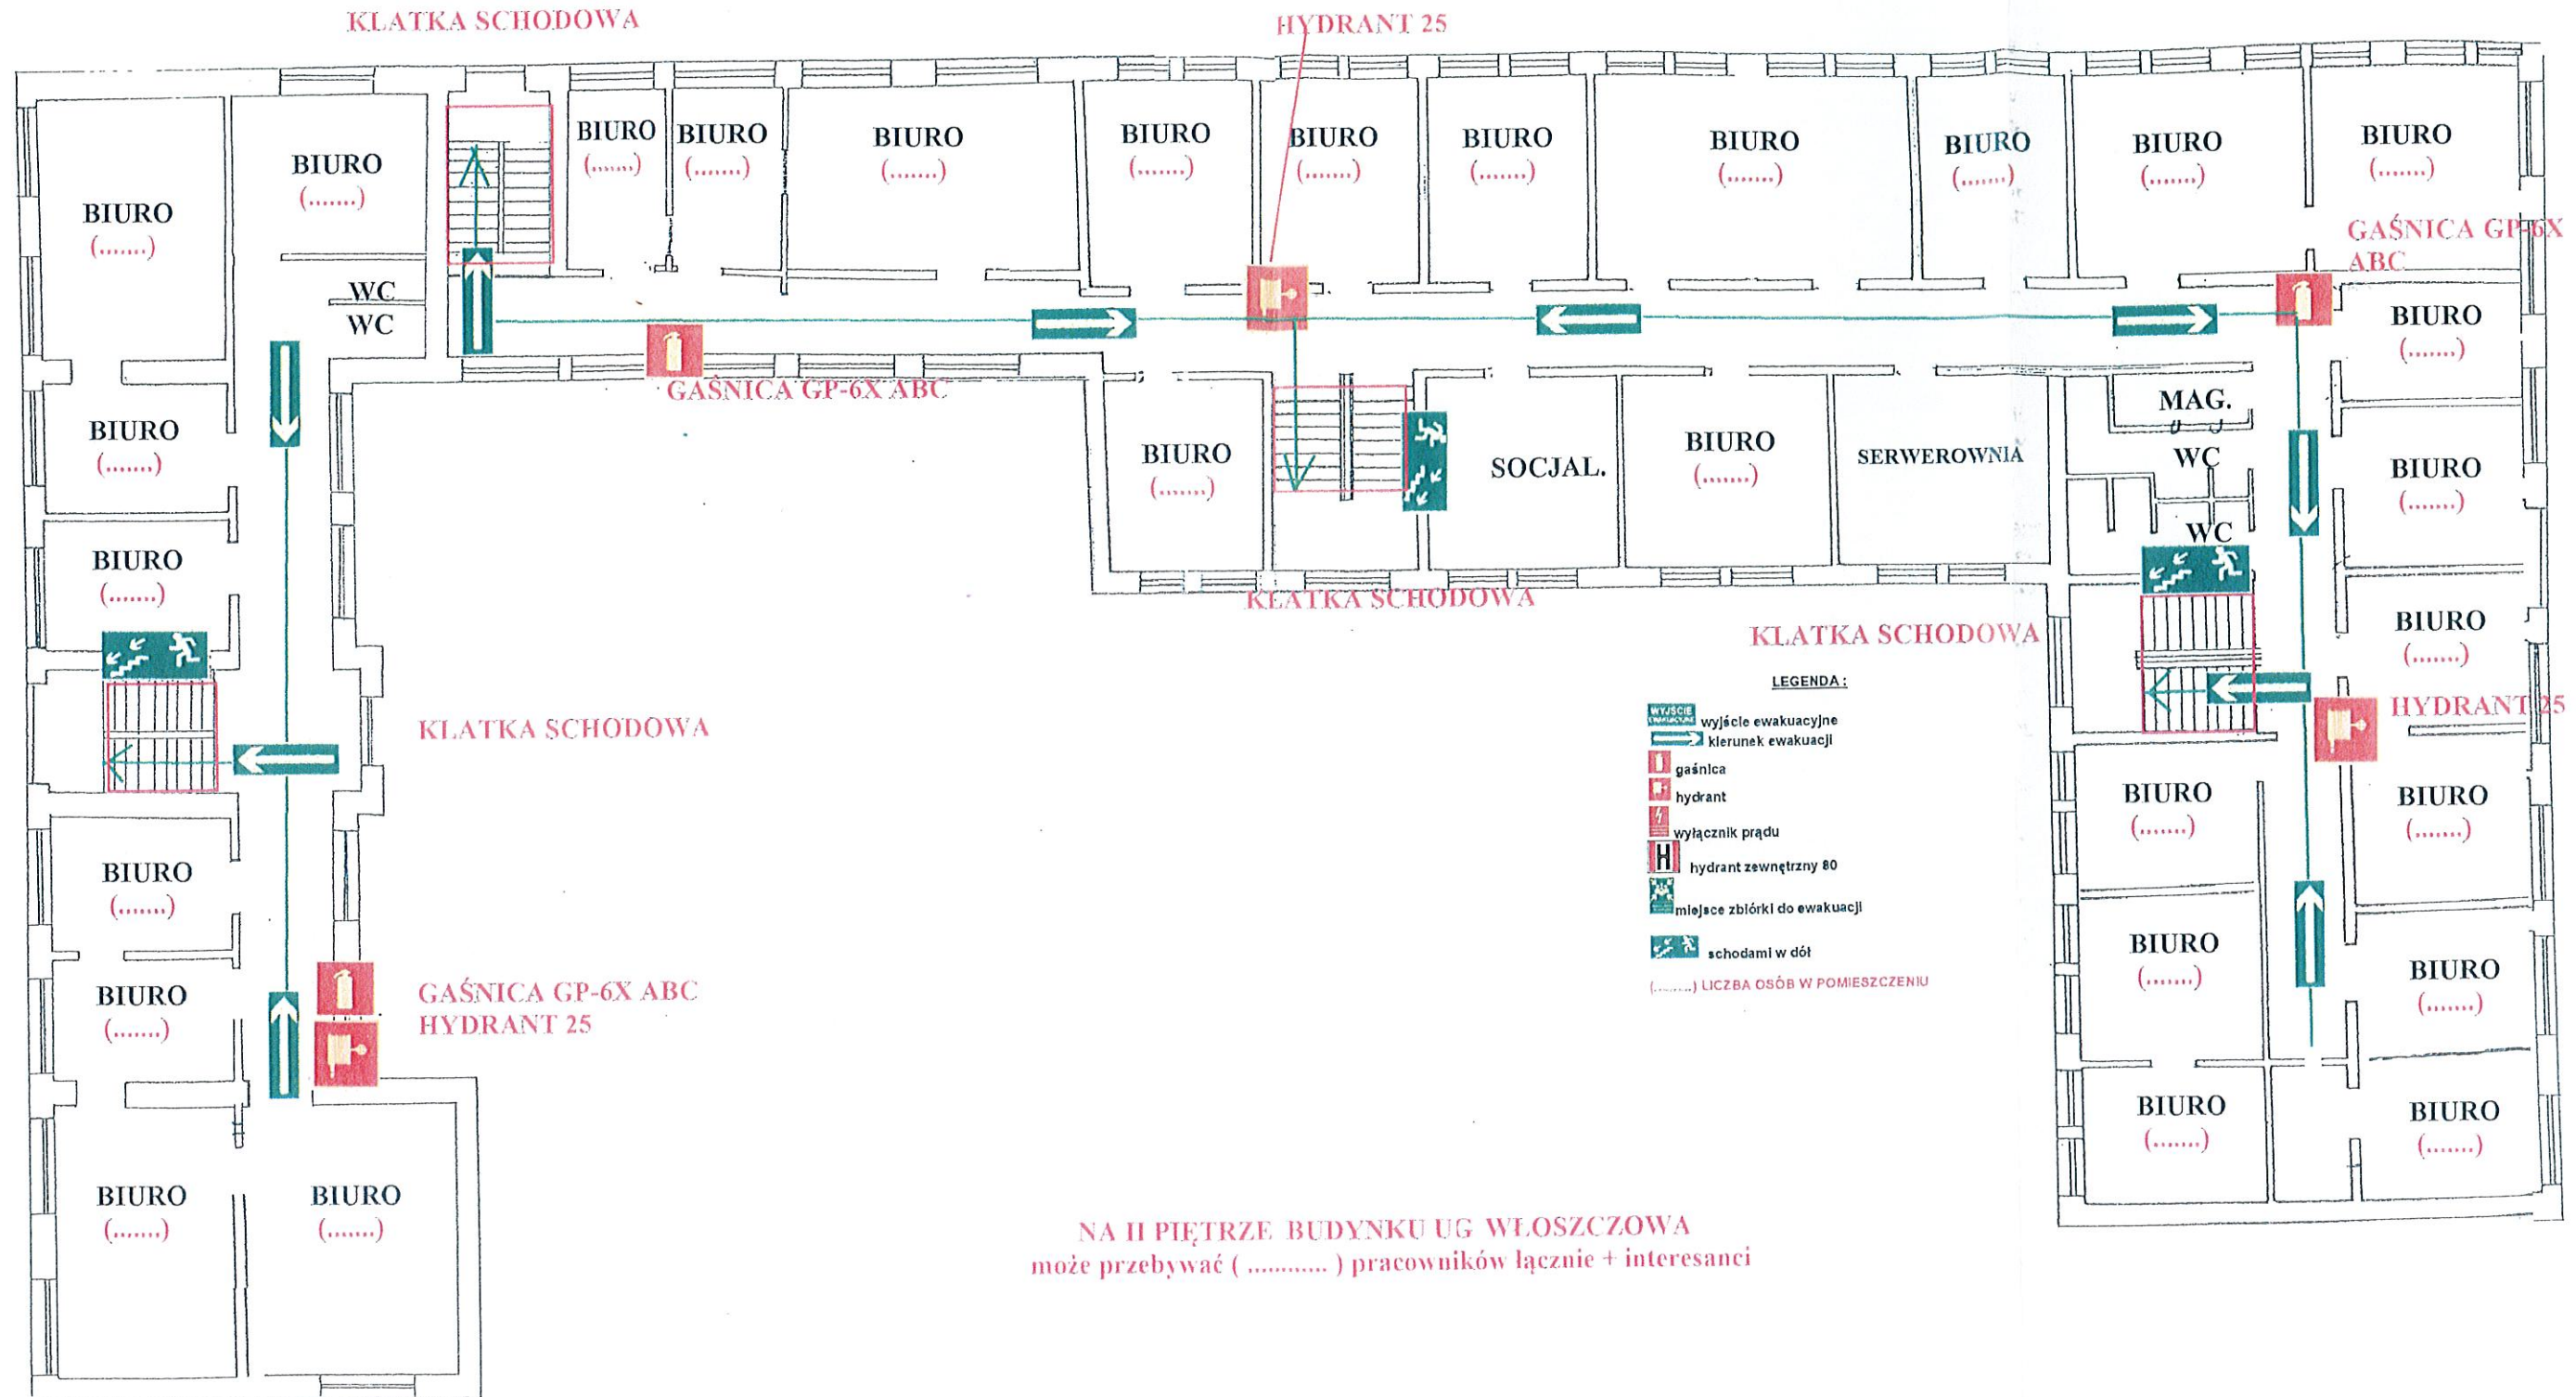 KLATKA SCHODOWA
HYDRANT 25
BIURO
(.......)
BIURO
(.......)
BIURO
(.......)
BIURO
(.......)
BIURO
(.......)
BIURO
(.......)
BIURO
(.......)
BIURO
(.......)
BIURO
(.......)
BIURO
(.......)
BIURO
(.......)
BIURO
(.......)
GAŚNICA GP-6X
ABC
WC
WC
GAŚNICA GP-6X ABC
BIURO
(.......)
MAG.
WC
WC
BIURO
(.......)
BIURO
(.......)
SOCJAL.
BIURO
(.......)
SERWEROWNIA
BIURO
(.......)
BIURO
(.......)
KLATKA SCHODOWA
KLATKA SCHODOWA
BIURO
(.......)
HYDRANT 25
KLATKA SCHODOWA
LEGENDA :
WYJŚCIE
EWAKUACYJNE
wyjście ewakuacyjne
kierunek ewakuacji
gaśnica
hydrant
wyłącznik prądu
H
hydrant zewnętrzny 80
miejsce zbiórki do ewakuacji
schodami w dół
(.........) LICZBA OSÓB W POMIESZCZENIU
BIURO
(.......)
BIURO
(.......)
BIURO
(.......)
BIURO
(.......)
GAŚNICA GP-6X ABC
HYDRANT 25
BIURO
(.......)
BIURO
(.......)
BIURO
(.......)
BIURO
(.......)
BIURO
(.......)
BIURO
(.......)
NA II PIĘTRZE BUDYNKU UG WŁOSZCZOWA
może przebywać ( ............ ) pracowników łącznie + interesanci